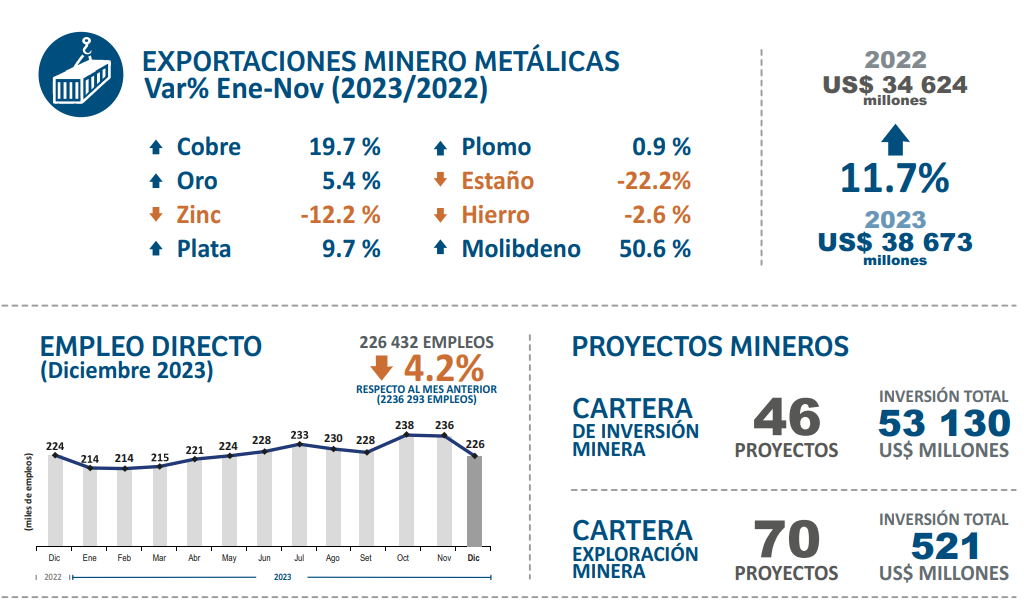 EXPORTACIONES MINERO METÁLICAS
Var% Ene-Nov (2023/2022)
Cobre 19.7 %
Oro 5.4 %
Zinc -12.2 %
Plata 9.7 %
Plomo 0.9 %
Estaño -22.2%
Hierro -2.6 %
Molibdeno 50.6 %
2022
US$ 34 624
millones
11.7%
2023
US$ 38 673
millones
EMPLEO DIRECTO
(Diciembre 2023)
226 432 EMPLEOS
4.2%
RESPECTO AL MES ANTERIOR
(2236 293 EMPLEOS)
(miles de empleos)
224 214 214 215 221 224 228 233 230 228 238 236 226
Dic Ene Feb Mar Abr May Jun Jul Ago Set Oct Nov Dic
2022 2023
PROYECTOS MINEROS
CARTERA
DE INVERSIÓN
MINERA
46
PROYECTOS
INVERSIÓN TOTAL
53 130
US$ MILLONES
CARTERA
EXPLORACIÓN
MINERA
70
PROYECTOS
INVERSIÓN TOTAL
521
US$ MILLONES